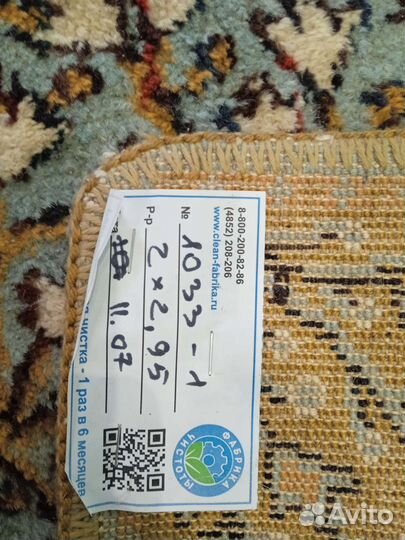 8-800-200-82-86
(4852) 208-206
www.clean-fabrika.ru
№ 1033-1
Р-р 2×2,95
11.07
чистка - 1 раз в 6 месяцев
ФАБРИКА
ЧИСТОТЫ
Avito